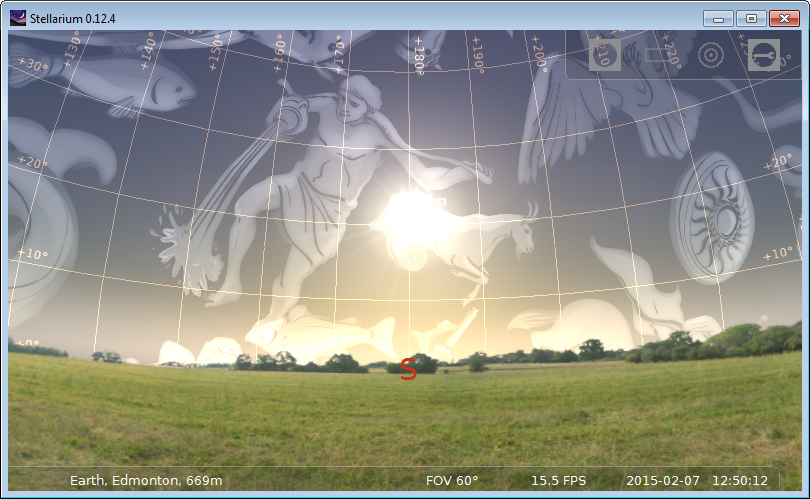 Stellarium 0.12.4
+130° +140° +150° +160° +170° +180° +190° +200° +210 +220°
+30°
+20° +20°
+10° +10°
S
Earth, Edmonton, 669m FOV 60° 15.5 FPS 2015-02-07 12:50:12